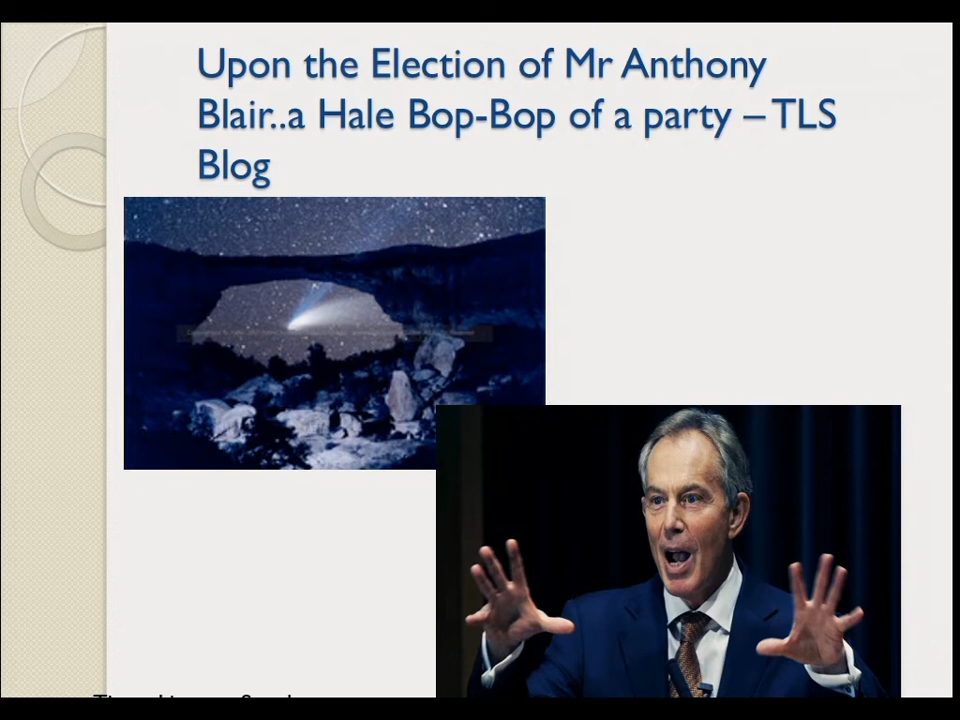 Upon the Election of Mr Anthony
Blair..a Hale Bop-Bop of a party – TLS
Blog